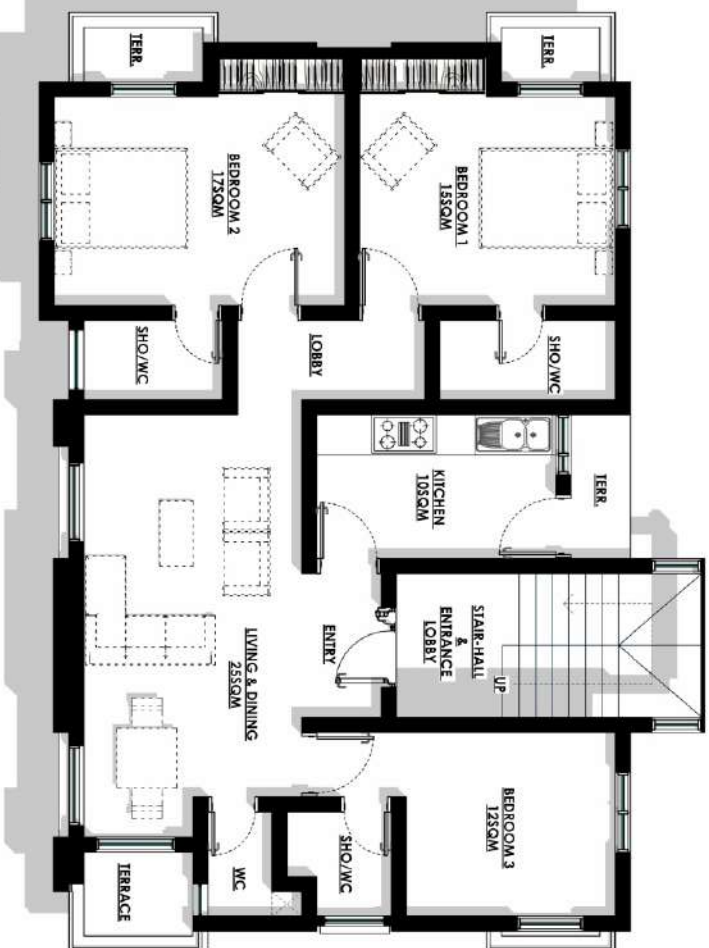 TERR.
TERR.
BEDROOM 2
17SQM
BEDROOM 1
15SQM
SHO/WC
LOBBY
SHO/WC
KITCHEN
10SQM
TERR.
LIVING & DINING
25SQM
ENTRY
STAIR-HALL
&
ENTRANCE
LOBBY
UP
BEDROOM 3
12SQM
TERRACE
WC
SHO/WC